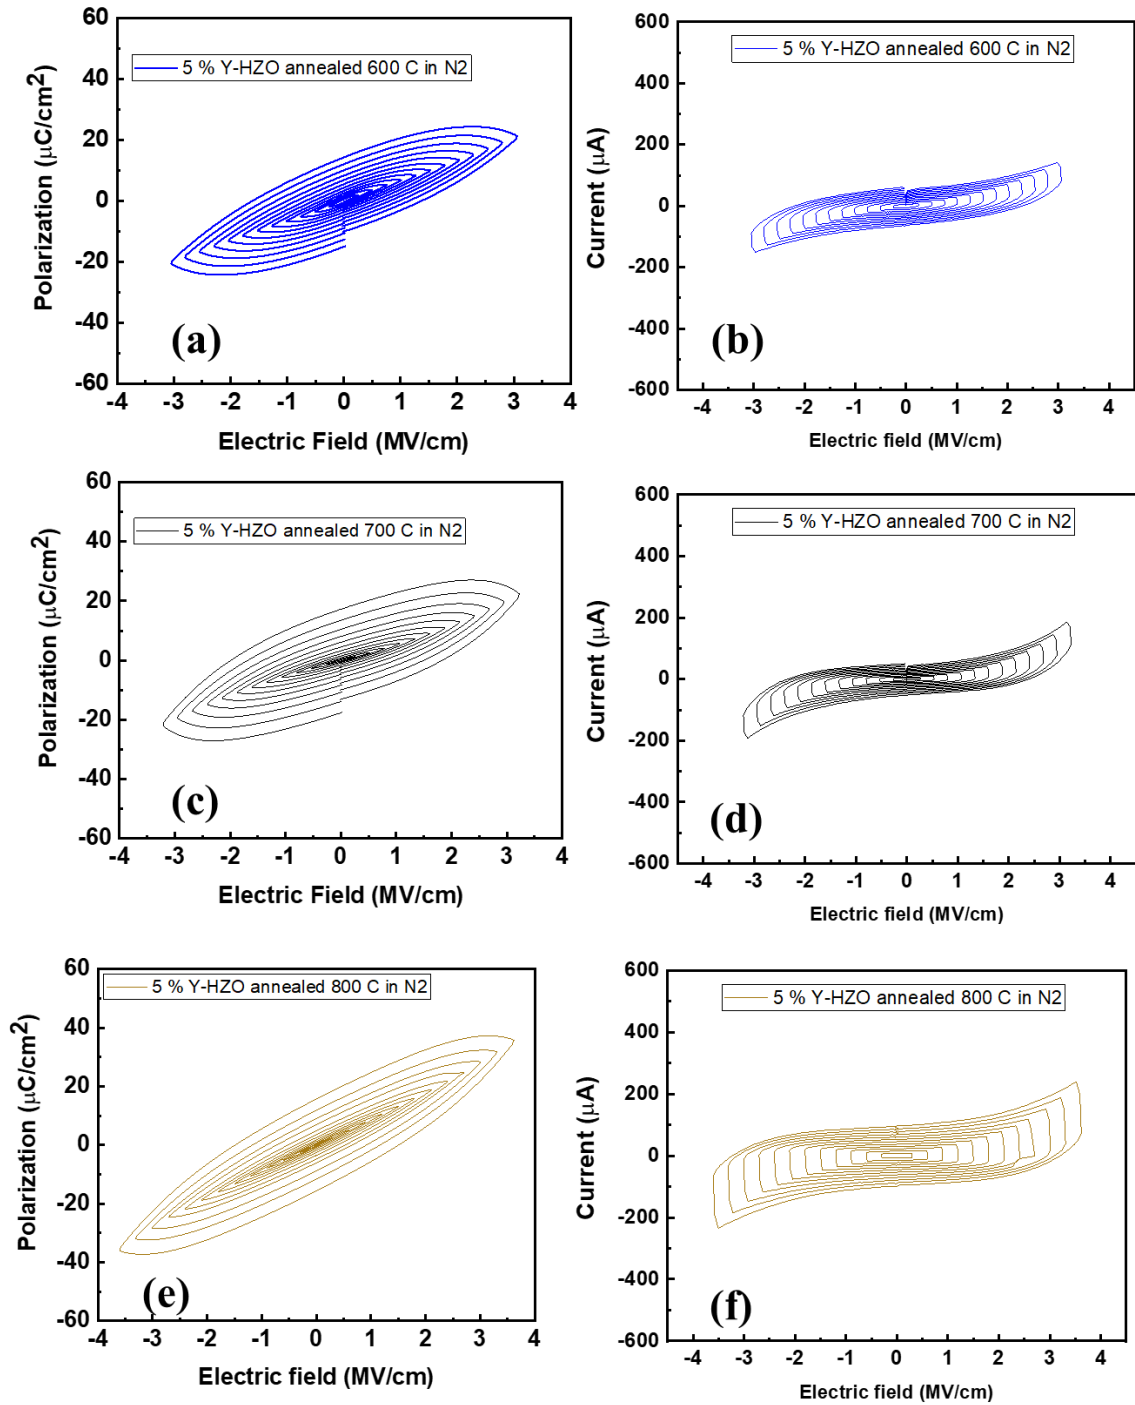 60
40
20
0
-20
-40
-60
-4 -3 -2 -1 0 1 2 3 4
Polarization (μC/cm²)
Electric Field (MV/cm)
5 % Y-HZO annealed 600 C in N2
(a)
600
400
200
0
-200
-400
-600
-4 -3 -2 -1 0 1 2 3 4
Current (μA)
Electric field (MV/cm)
5 % Y-HZO annealed 600 C in N2
(b)
60
40
20
0
-20
-40
-60
-4 -3 -2 -1 0 1 2 3 4
Polarization (μC/cm²)
Electric Field (MV/cm)
5 % Y-HZO annealed 700 C in N2
(c)
600
400
200
0
-200
-400
-600
-4 -3 -2 -1 0 1 2 3 4
Current (μA)
Electric field (MV/cm)
5 % Y-HZO annealed 700 C in N2
(d)
60
40
20
0
-20
-40
-60
-4 -3 -2 -1 0 1 2 3 4
Polarization (μC/cm²)
Electric field (MV/cm)
5 % Y-HZO annealed 800 C in N2
(e)
600
400
200
0
-200
-400
-600
-4 -3 -2 -1 0 1 2 3 4
Current (μA)
Electric field (MV/cm)
5 % Y-HZO annealed 800 C in N2
(f)